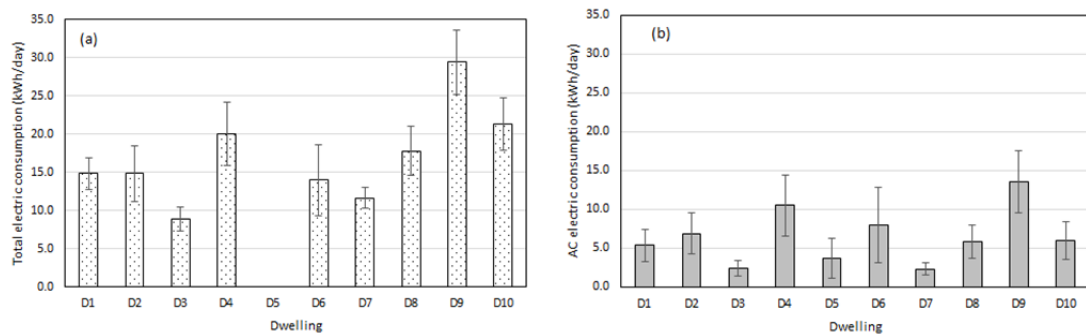 (a)
Total electric consumption (kWh/day)
35.0
30.0
25.0
20.0
15.0
10.0
5.0
0.0
D1 D2 D3 D4 D5 D6 D7 D8 D9 D10
Dwelling
(b)
AC electric consumption (kWh/day)
35.0
30.0
25.0
20.0
15.0
10.0
5.0
0.0
D1 D2 D3 D4 D5 D6 D7 D8 D9 D10
Dwelling